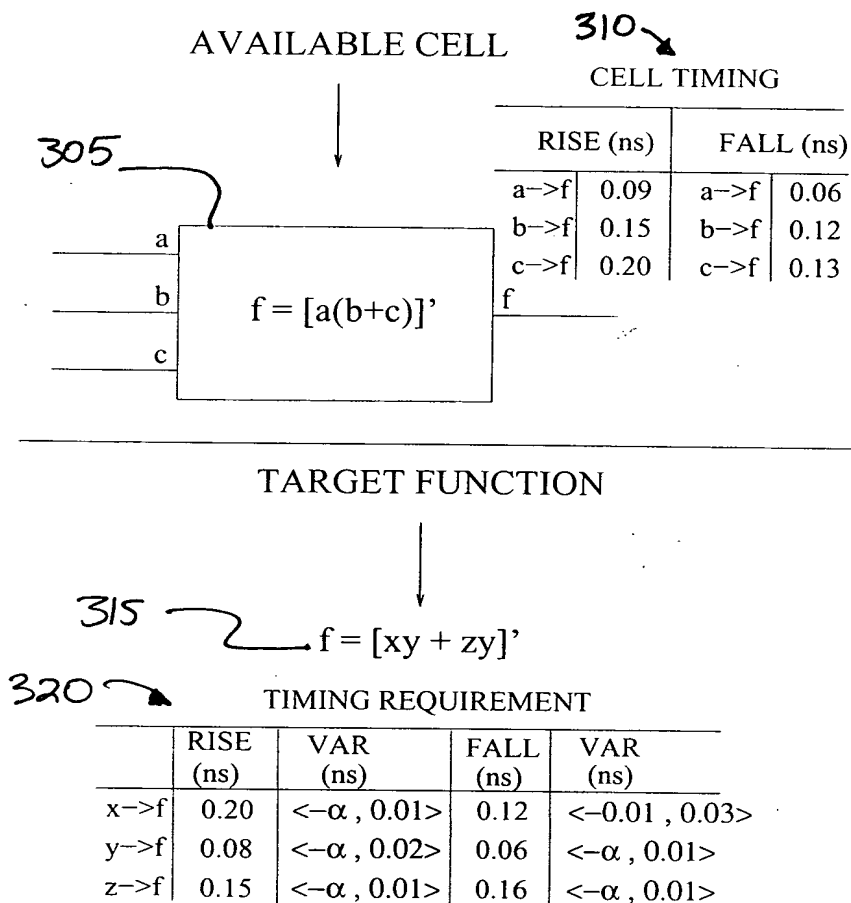 310
AVAILABLE CELL
CELL TIMING
RISE (ns) FALL (ns)
305
a->f 0.09 a->f 0.06
b->f 0.15 b->f 0.12
c->f 0.20 c->f 0.13
a
b
c
f = [a(b+c)]’
f
TARGET FUNCTION
315
f = [xy + zy]’
320
TIMING REQUIREMENT
RISE (ns) VAR (ns) FALL (ns) VAR (ns)
x->f 0.20 <-α , 0.01> 0.12 <-0.01 , 0.03>
y->f 0.08 <-α , 0.02> 0.06 <-α , 0.01>
z->f 0.15 <-α , 0.01> 0.16 <-α , 0.01>